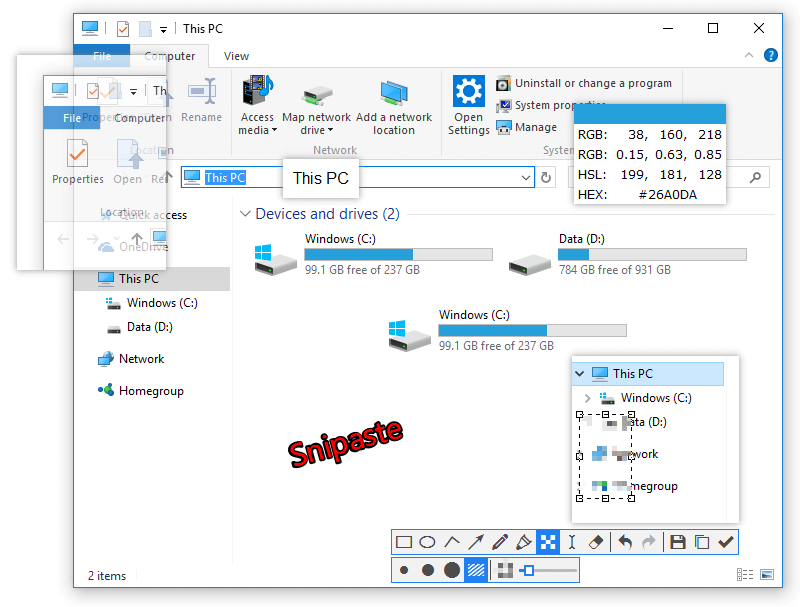 This PC
File
Computer
View
Th
File
Computer
Properties
Open
Rename
Access
media
Map network
drive
Add a network
location
Open
Settings
Uninstall or change a program
System properties
Manage
Location
Network
System
RGB: 38, 160, 218
RGB: 0.15, 0.63, 0.85
HSL: 199, 181, 128
HEX: #26A0DA
Properties
Open
Re
Location
This PC
This PC
Quick access
OneDrive
This PC
Windows (C:)
Data (D:)
Network
Homegroup
Devices and drives (2)
Windows (C:)
99.1 GB free of 237 GB
Data (D:)
784 GB free of 931 GB
Windows (C:)
99.1 GB free of 237 GB
Snipaste
This PC
Windows (C:)
ata (D:)
work
megroup
2 items